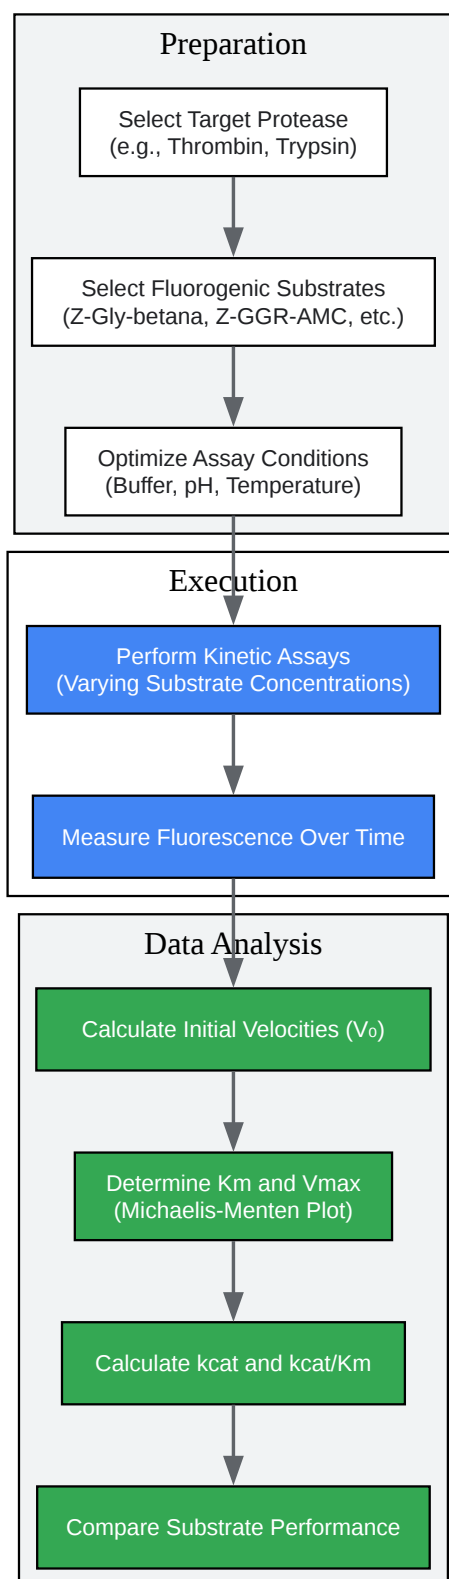 Preparation
Select Target Protease
(e.g., Thrombin, Trypsin)
Select Fluorogenic Substrates
(Z-Gly-betana, Z-GGR-AMC, etc.)
Optimize Assay Conditions
(Buffer, pH, Temperature)
Execution
Perform Kinetic Assays
(Varying Substrate Concentrations)
Measure Fluorescence Over Time
Data Analysis
Calculate Initial Velocities (V₀)
Determine Km and Vmax
(Michaelis-Menten Plot)
Calculate kcat and kcat/Km
Compare Substrate Performance